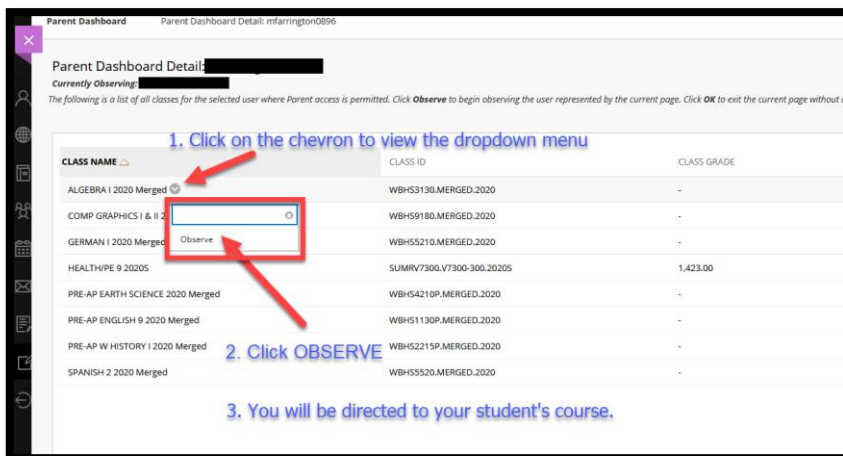 Parent Dashboard Parent Dashboard Detail: mfarrington0896
Parent Dashboard Detail:
Currently Observing:
The following is a list of all classes for the selected user where Parent access is permitted. Click Observe to begin observing the user represented by the current page. Click OK to exit the current page without
1. Click on the chevron to view the dropdown menu
CLASS NAME CLASS ID CLASS GRADE
ALGEBRA I 2020 Merged WBHS3130.MERGED.2020 -
COMP GRAPHICS I & II 2 WBHS9180.MERGED.2020 -
Observe
GERMAN I 2020 Merged WBHS5210.MERGED.2020 -
HEALTH/PE 9 2020S SUMRV7300.V7300-300.2020S 1,423.00
PRE-AP EARTH SCIENCE 2020 Merged WBHS4210P.MERGED.2020 -
PRE-AP ENGLISH 9 2020 Merged WBHS1130P.MERGED.2020 -
PRE-AP W HISTORY I 2020 Merged WBHS2215P.MERGED.2020 -
2. Click OBSERVE
SPANISH 2 2020 Merged WBHS5520.MERGED.2020 -
3. You will be directed to your student's course.